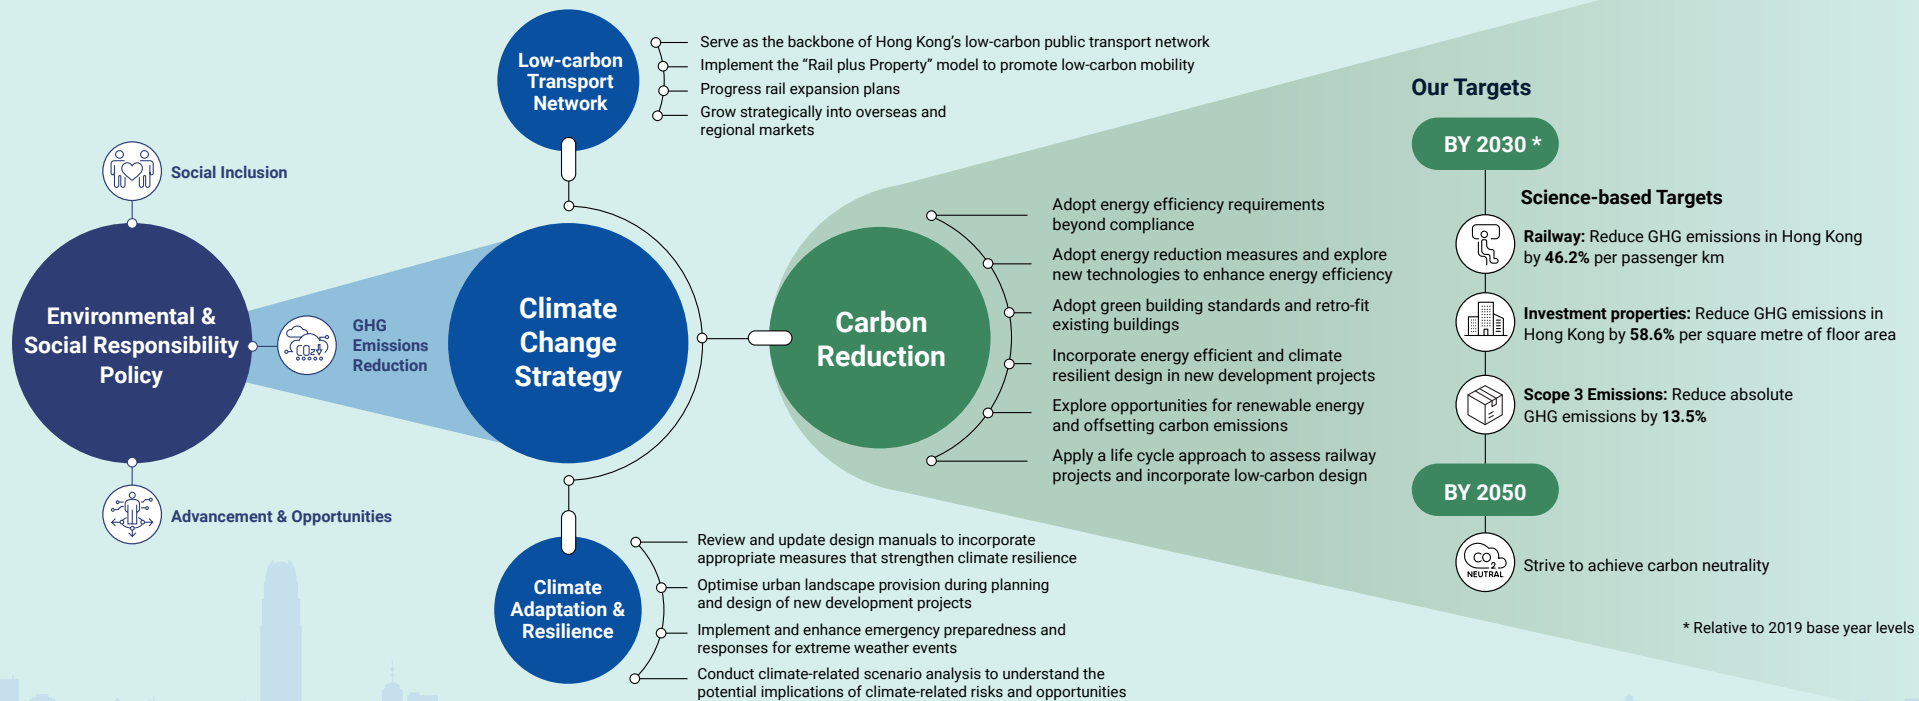 Social Inclusion
Environmental &
Social Responsibility
Policy
GHG
Emissions
Reduction
CO₂
Advancement & Opportunities
Climate
Change
Strategy
Low-carbon
Transport
Network
Serve as the backbone of Hong Kong’s low-carbon public transport network
Implement the “Rail plus Property” model to promote low-carbon mobility
Progress rail expansion plans
Grow strategically into overseas and
regional markets
Carbon
Reduction
Adopt energy efficiency requirements
beyond compliance
Adopt energy reduction measures and explore
new technologies to enhance energy efficiency
Adopt green building standards and retro-fit
existing buildings
Incorporate energy efficient and climate
resilient design in new development projects
Explore opportunities for renewable energy
and offsetting carbon emissions
Apply a life cycle approach to assess railway
projects and incorporate low-carbon design
Climate
Adaptation &
Resilience
Review and update design manuals to incorporate
appropriate measures that strengthen climate resilience
Optimise urban landscape provision during planning
and design of new development projects
Implement and enhance emergency preparedness and
responses for extreme weather events
Conduct climate-related scenario analysis to understand the
potential implications of climate-related risks and opportunities
Our Targets
BY 2030 *
Science-based Targets
Railway: Reduce GHG emissions in Hong Kong
by 46.2% per passenger km
Investment properties: Reduce GHG emissions in
Hong Kong by 58.6% per square metre of floor area
Scope 3 Emissions: Reduce absolute
GHG emissions by 13.5%
BY 2050
CO₂
NEUTRAL
Strive to achieve carbon neutrality
* Relative to 2019 base year levels